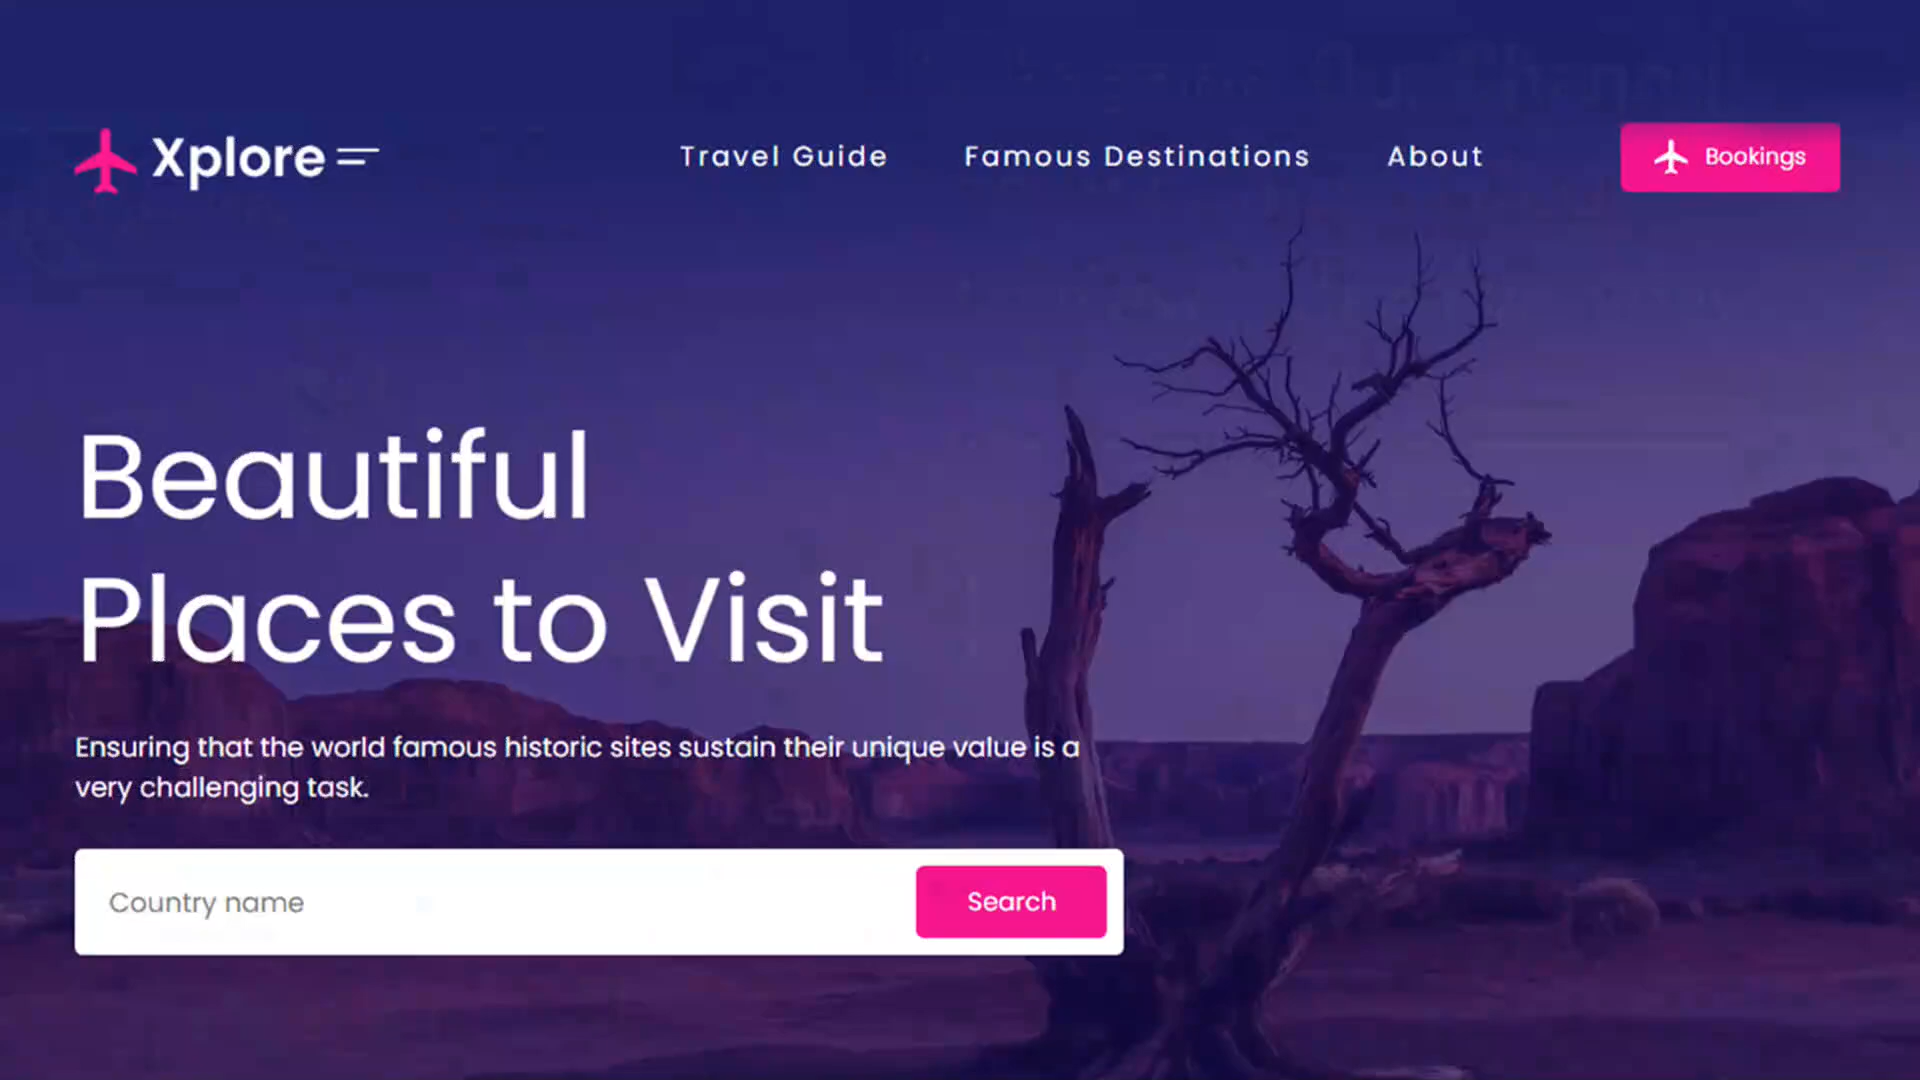 Xplore
Travel Guide
Famous Destinations
About
Bookings
Beautiful
Places to Visit
Ensuring that the world famous historic sites sustain their unique value is a
very challenging task.
Country name
Search